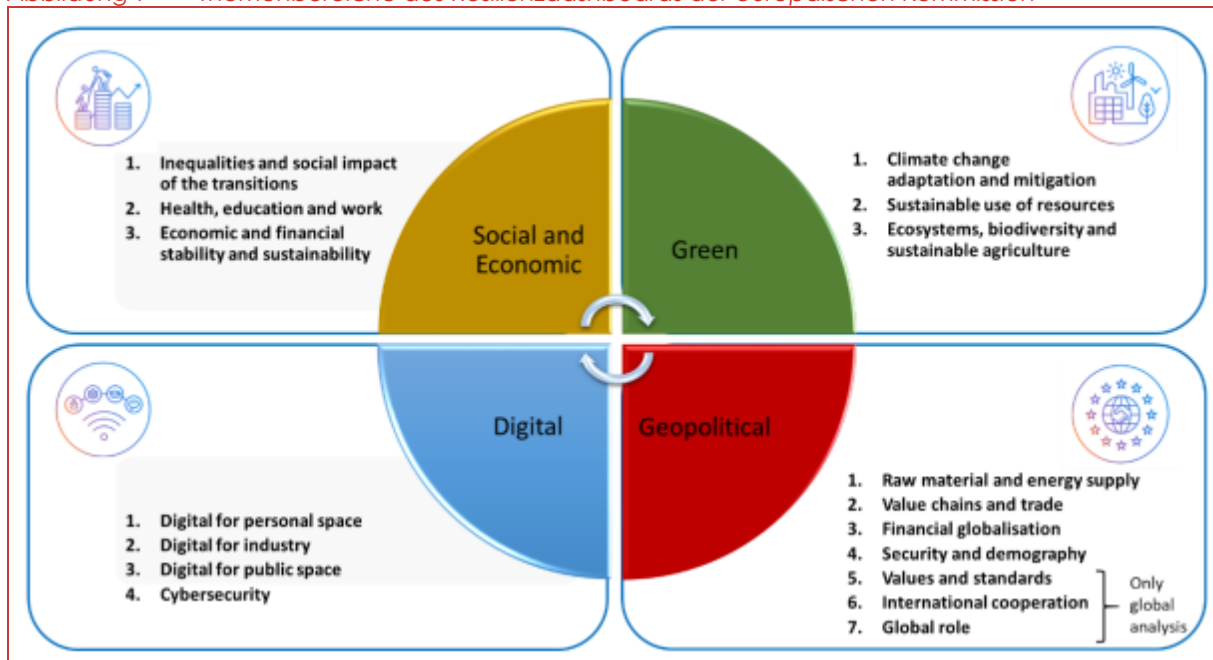 1. Inequalities and social impact
of the transitions
2. Health, education and work
3. Economic and financial
stability and sustainability
Social and
Economic
Green
1. Climate change
adaptation and mitigation
2. Sustainable use of resources
3. Ecosystems, biodiversity and
sustainable agriculture
Digital
1. Digital for personal space
2. Digital for industry
3. Digital for public space
4. Cybersecurity
Geopolitical
1. Raw material and energy supply
2. Value chains and trade
3. Financial globalisation
4. Security and demography
5. Values and standards
6. International cooperation
7. Global role
Only
global
analysis